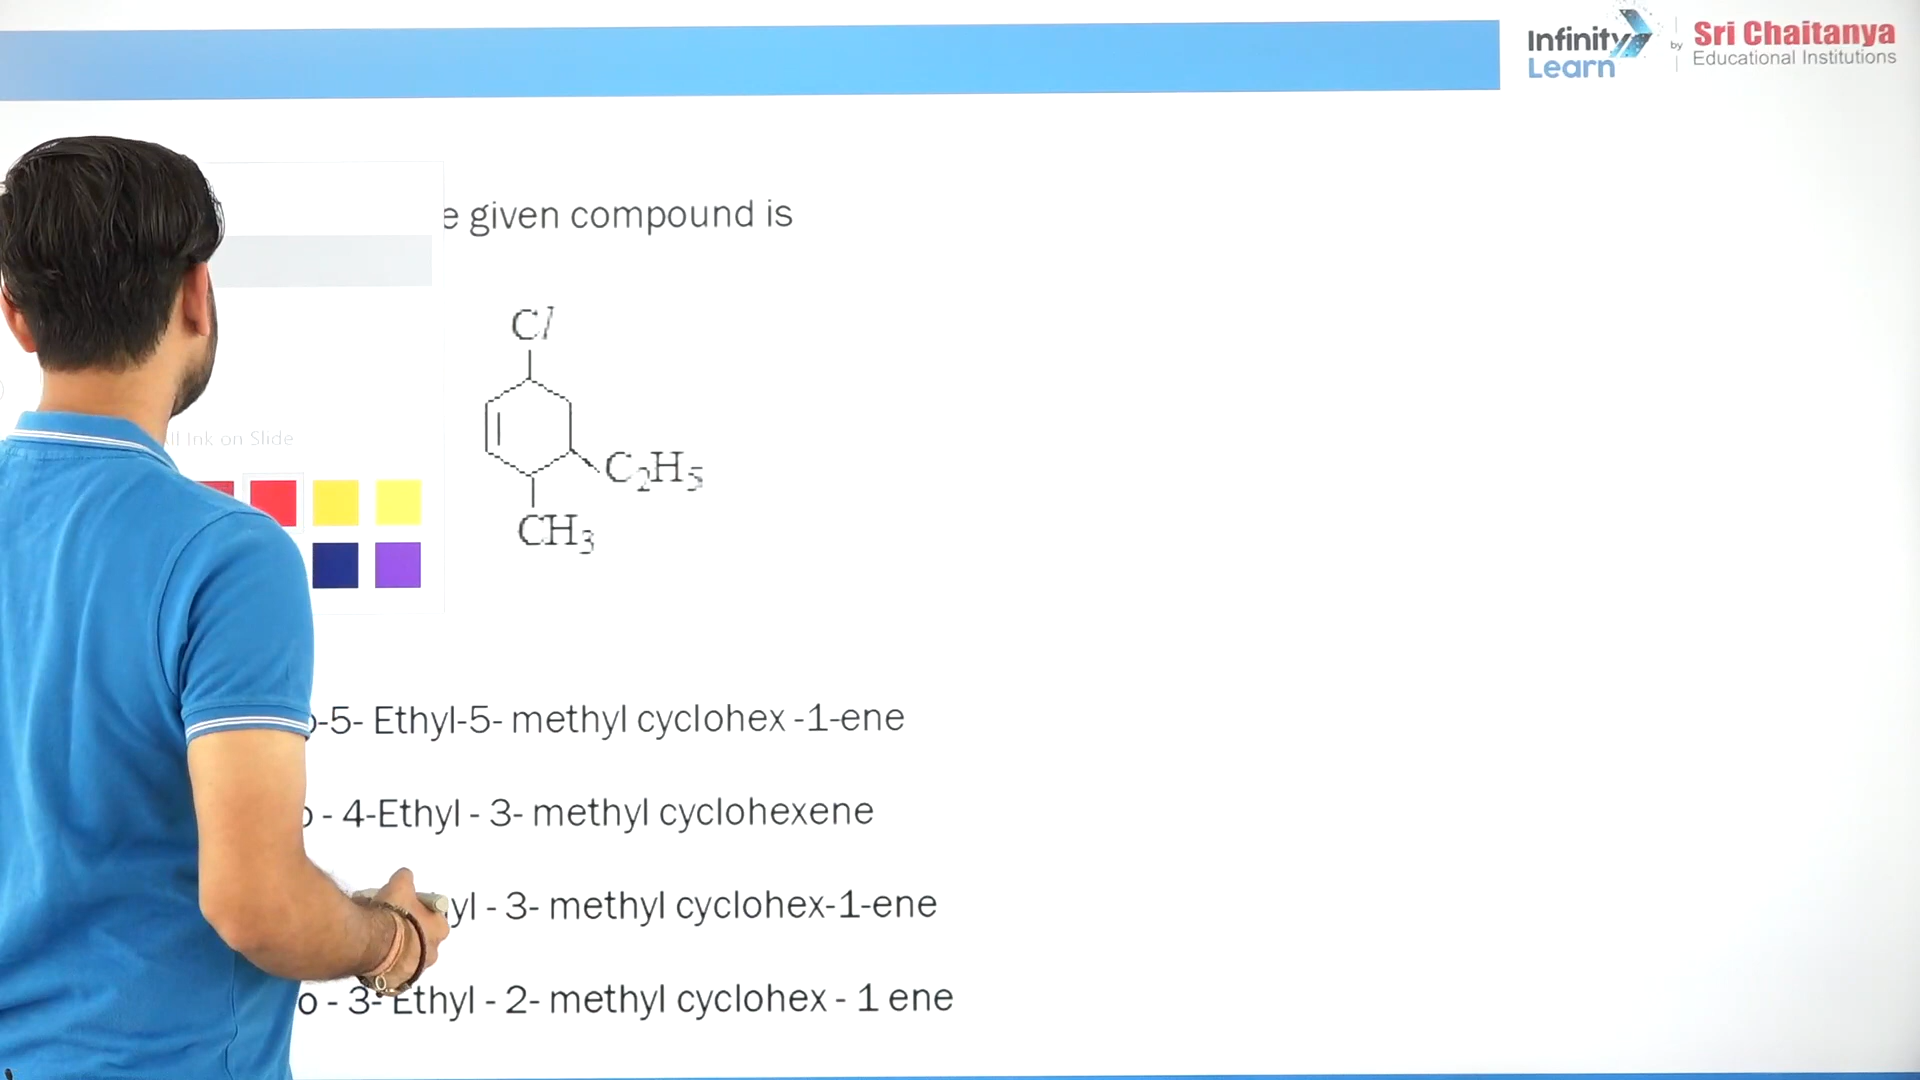 Infinity
Learn
by
Sri Chaitanya
Educational Institutions
e given compound is
Cl
ll Ink on Slide
C₂H₅
CH₃
-5- Ethyl-5- methyl cyclohex -1-ene
- 4-Ethyl - 3- methyl cyclohexene
yl - 3- methyl cyclohex-1-ene
o - 3- Ethyl - 2- methyl cyclohex - 1 ene